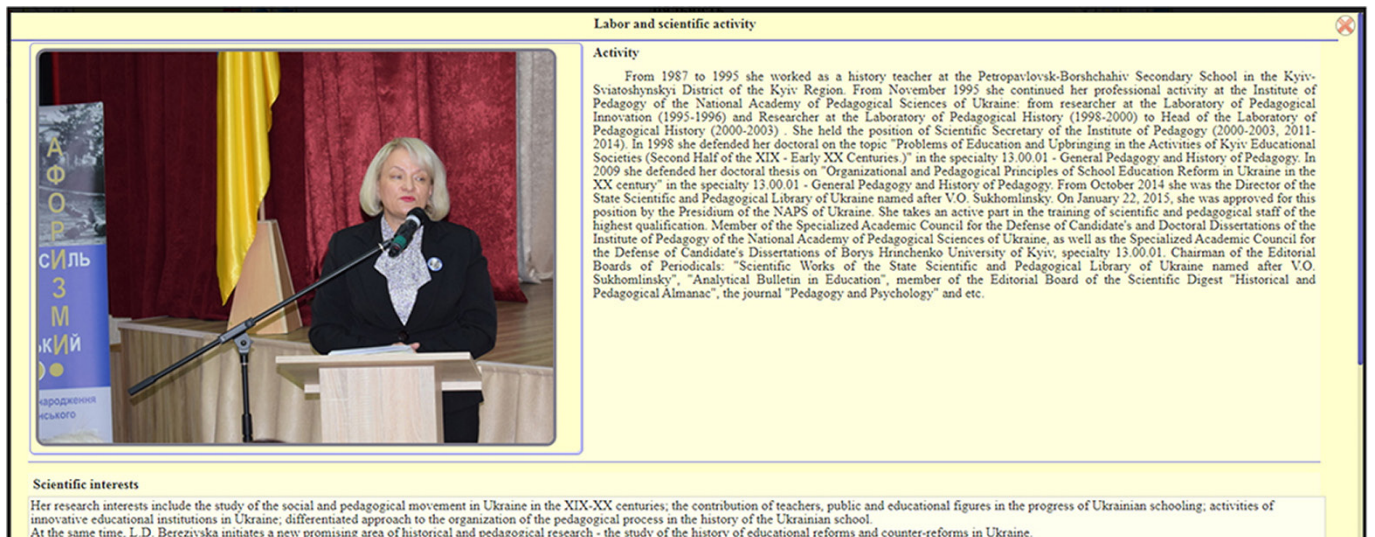 Labor and scientific activity
Activity
From 1987 to 1995 she worked as a history teacher at the Petropavlovsk-Borshchahiv Secondary School in the Kyiv-
Sviatoshynskyi District of the Kyiv Region. From November 1995 she continued her professional activity at the Institute of
Pedagogy of the National Academy of Pedagogical Sciences of Ukraine: from researcher at the Laboratory of Pedagogical
Innovation (1995-1996) and Researcher at the Laboratory of Pedagogical History (1998-2000) to Head of the Laboratory of
Pedagogical History (2000-2003) . She held the position of Scientific Secretary of the Institute of Pedagogy (2000-2003, 2011-
2014). In 1998 she defended her doctoral on the topic "Problems of Education and Upbringing in the Activities of Kyiv Educational
Societies (Second Half of the XIX - Early XX Centuries.)" in the specialty 13.00.01 - General Pedagogy and History of Pedagogy. In
2009 she defended her doctoral thesis on "Organizational and Pedagogical Principles of School Education Reform in Ukraine in the
XX century" in the specialty 13.00.01 - General Pedagogy and History of Pedagogy. From October 2014 she was the Director of the
State Scientific and Pedagogical Library of Ukraine named after V.O. Sukhomlinsky. On January 22, 2015, she was approved for this
position by the Presidium of the NAPS of Ukraine. She takes an active part in the training of scientific and pedagogical staff of the
highest qualification. Member of the Specialized Academic Council for the Defense of Candidate's and Doctoral Dissertations of the
Institute of Pedagogy of the National Academy of Pedagogical Sciences of Ukraine, as well as the Specialized Academic Council for
the Defense of Candidate's Dissertations of Borys Hrinchenko University of Kyiv, specialty 13.00.01. Chairman of the Editorial
Boards of Periodicals: "Scientific Works of the State Scientific and Pedagogical Library of Ukraine named after V.O.
Sukhomlinsky", "Analytical Bulletin in Education", member of the Editorial Board of the Scientific Digest "Historical and
Pedagogical Almanac", the journal "Pedagogy and Psychology" and etc.
АФОРИЗМИ
СИЛЬ
ький
ародження
нського
Scientific interests
Her research interests include the study of the social and pedagogical movement in Ukraine in the XIX-XX centuries; the contribution of teachers, public and educational figures in the progress of Ukrainian schooling; activities of
innovative educational institutions in Ukraine; differentiated approach to the organization of the pedagogical process in the history of the Ukrainian school.
At the same time, L.D. Berezivska initiates a new promising area of historical and pedagogical research - the study of the history of educational reforms and counter-reforms in Ukraine.